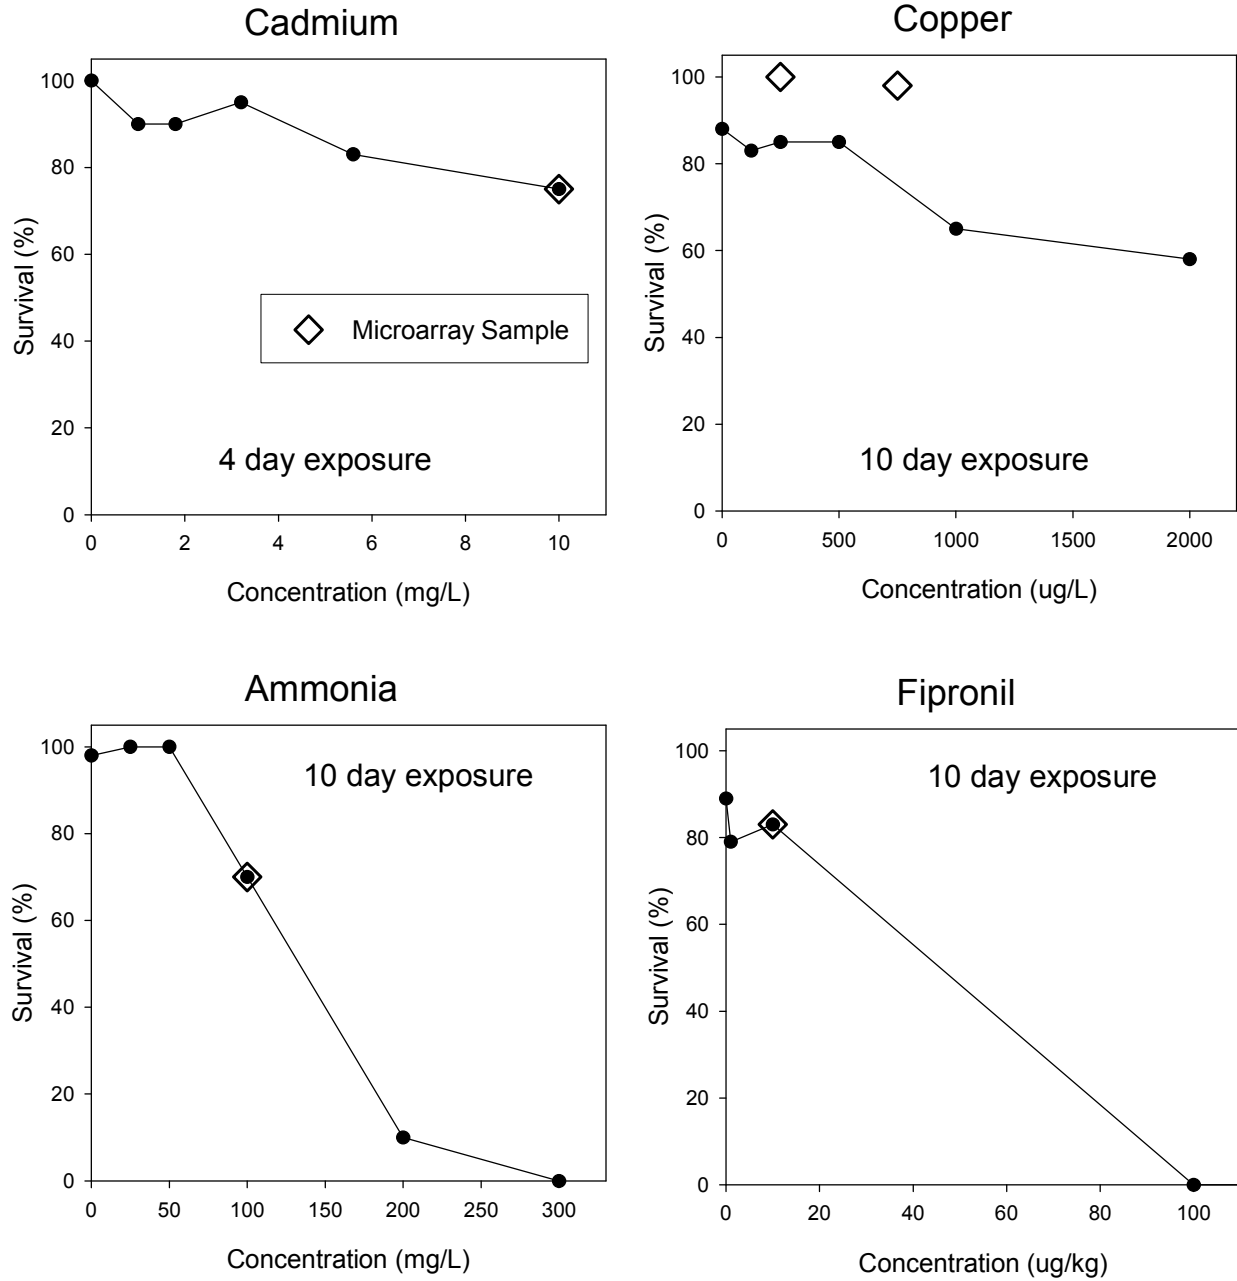 Cadmium
100
80
60
40
20
0
Survival (%)
Microarray Sample
4 day exposure
0 2 4 6 8 10
Concentration (mg/L)
Copper
100
80
60
40
20
0
Survival (%)
10 day exposure
0 500 1000 1500 2000
Concentration (ug/L)
Ammonia
100
80
60
40
20
0
Survival (%)
10 day exposure
0 50 100 150 200 250 300
Concentration (mg/L)
Fipronil
100
80
60
40
20
0
Survival (%)
10 day exposure
0 20 40 60 80 100
Concentration (ug/kg)